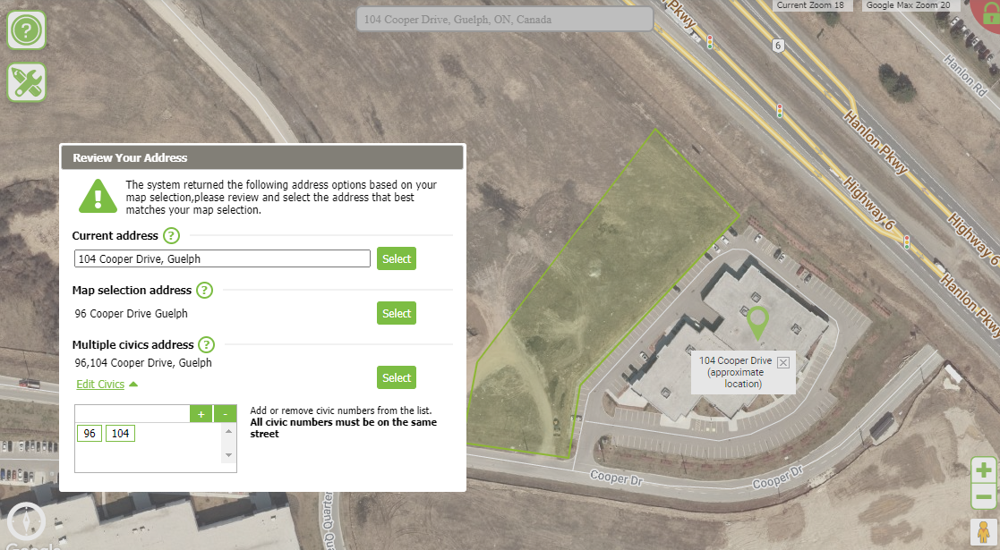 Current Zoom 18
Google Max Zoom 20
104 Cooper Drive, Guelph, ON, Canada
Pkwy
6
Hanlon Rd
Hanlon Pkwy
Highway 6
Highway 6
Hanlon Pkwy
Review Your Address
The system returned the following address options based on your
map selection,please review and select the address that best
matches your map selection.
Current address ?
104 Cooper Drive, Guelph
Select
Map selection address ?
96 Cooper Drive Guelph
Select
Multiple civics address ?
96,104 Cooper Drive, Guelph
Edit Civics
Select
+ -
96 104
Add or remove civic numbers from the list.
All civic numbers must be on the same
street
104 Cooper Drive
(approximate
location)
Cooper Dr
Cooper Dr
Google